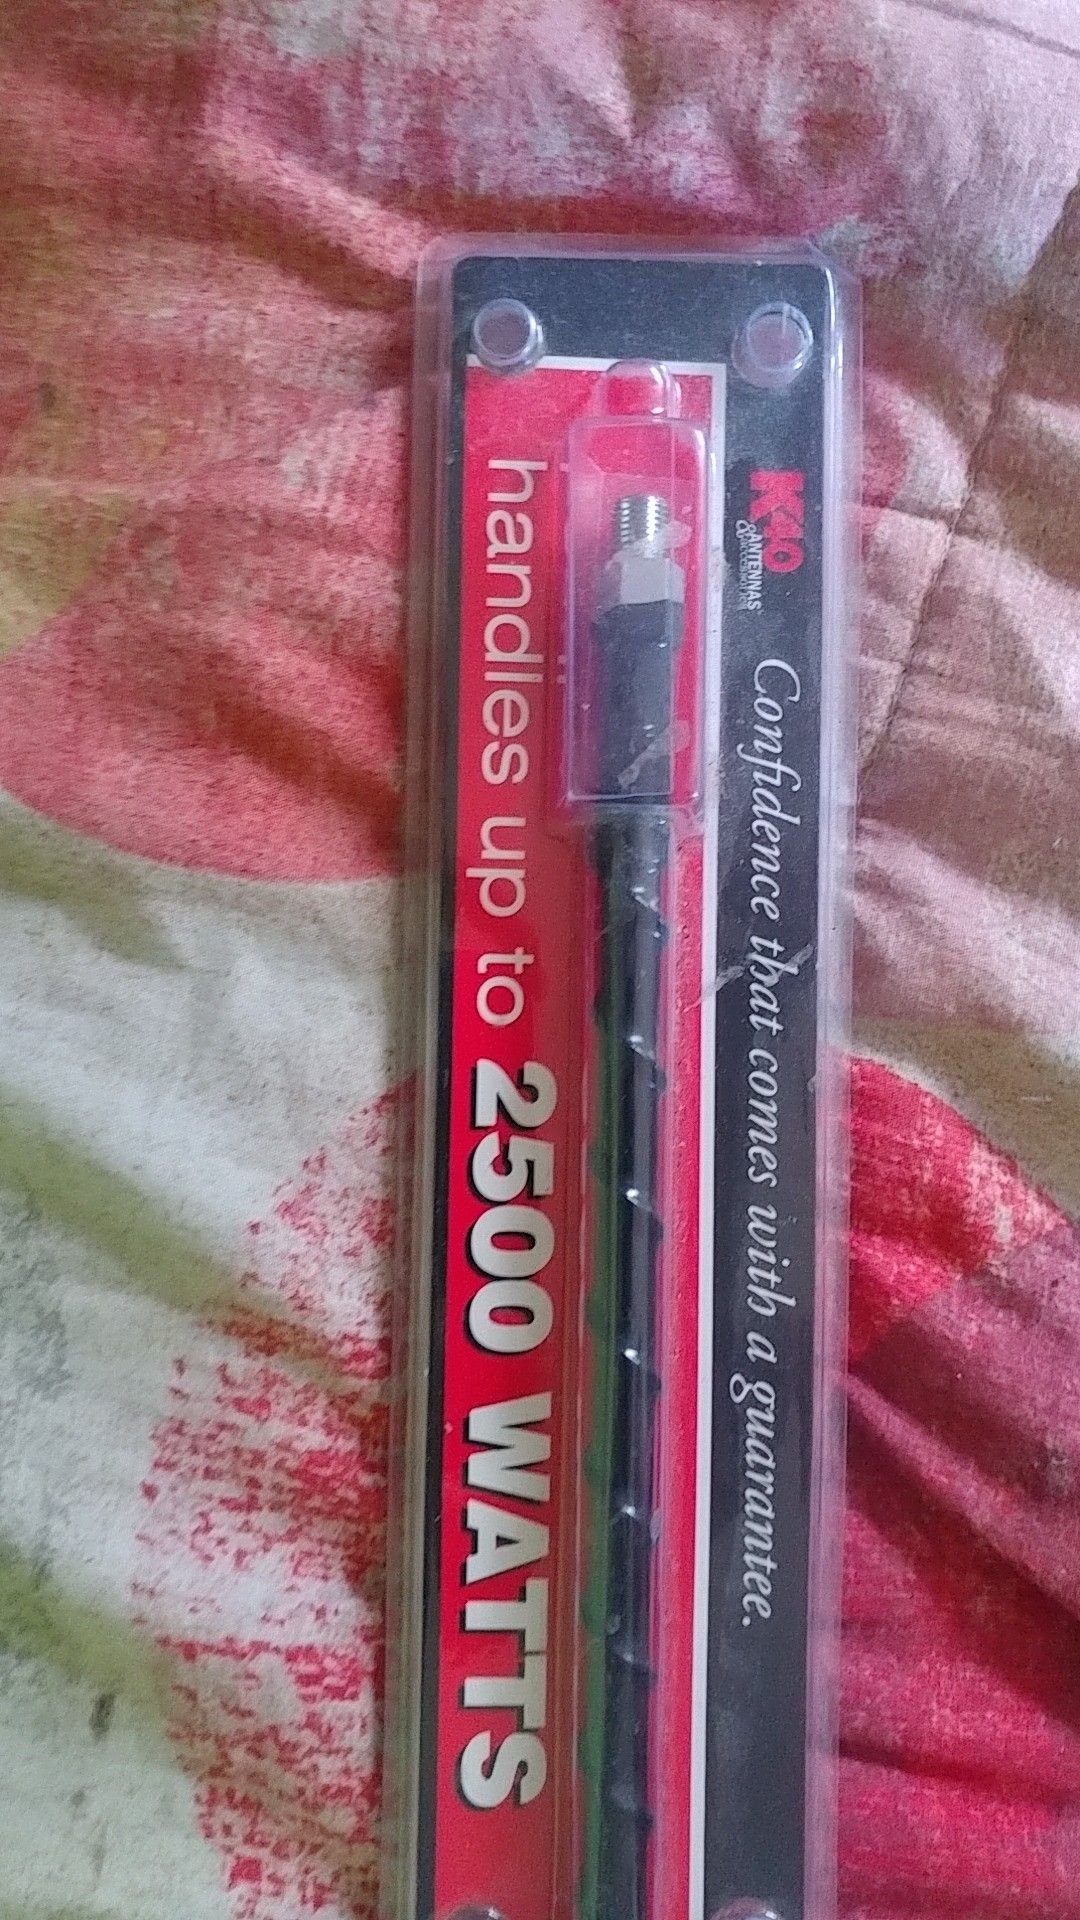 K40
ANTENNAS
Confidence that comes with a guarantee.
handles up to 2500 WATTS